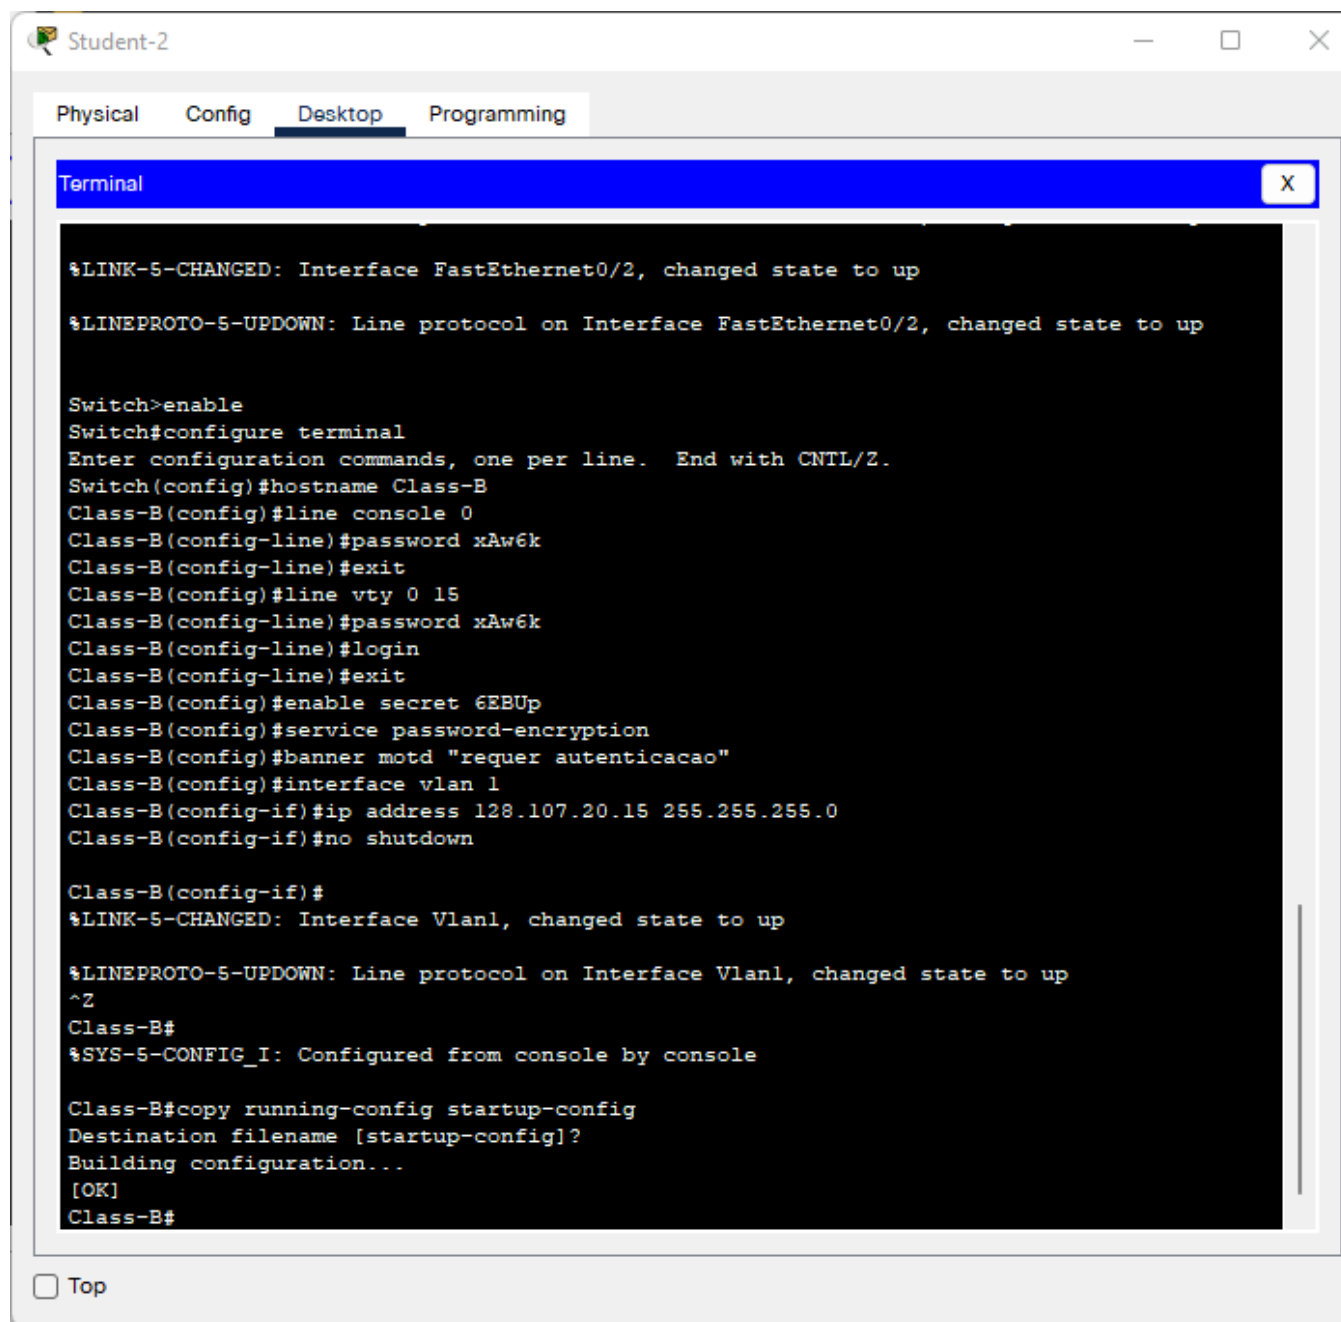 Student-2
Physical Config Desktop Programming
Terminal
X
%LINK-5-CHANGED: Interface FastEthernet0/2, changed state to up
%LINEPROTO-5-UPDOWN: Line protocol on Interface FastEthernet0/2, changed state to up
Switch>enable
Switch#configure terminal
Enter configuration commands, one per line.  End with CNTL/Z.
Switch(config)#hostname Class-B
Class-B(config)#line console 0
Class-B(config-line)#password xAw6k
Class-B(config-line)#exit
Class-B(config)#line vty 0 15
Class-B(config-line)#password xAw6k
Class-B(config-line)#login
Class-B(config-line)#exit
Class-B(config)#enable secret 6EBUp
Class-B(config)#service password-encryption
Class-B(config)#banner motd "requer autenticacao"
Class-B(config)#interface vlan 1
Class-B(config-if)#ip address 128.107.20.15 255.255.255.0
Class-B(config-if)#no shutdown
Class-B(config-if)#
%LINK-5-CHANGED: Interface Vlan1, changed state to up
%LINEPROTO-5-UPDOWN: Line protocol on Interface Vlan1, changed state to up
^Z
Class-B#
%SYS-5-CONFIG_I: Configured from console by console
Class-B#copy running-config startup-config
Destination filename [startup-config]?
Building configuration...
[OK]
Class-B#
Top